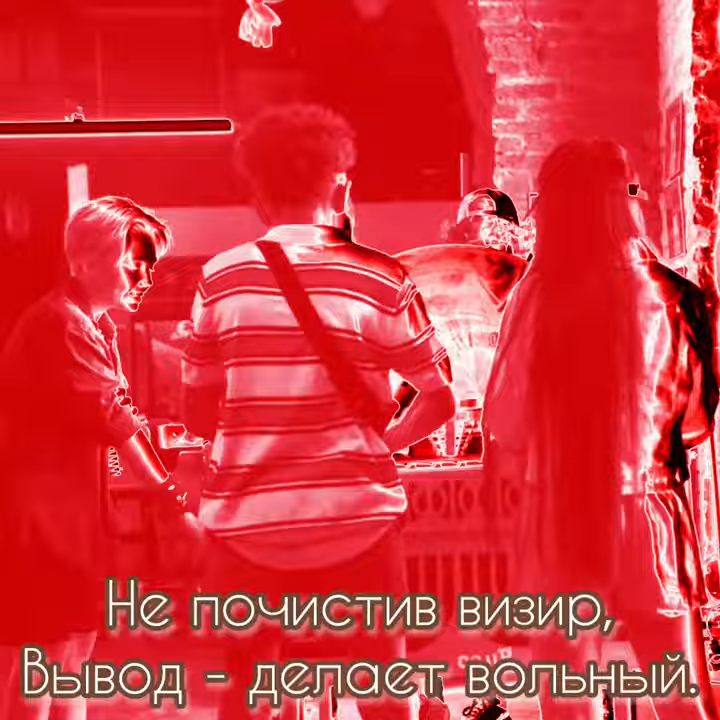 Не почистив визир,
Вывод - делает вольный.